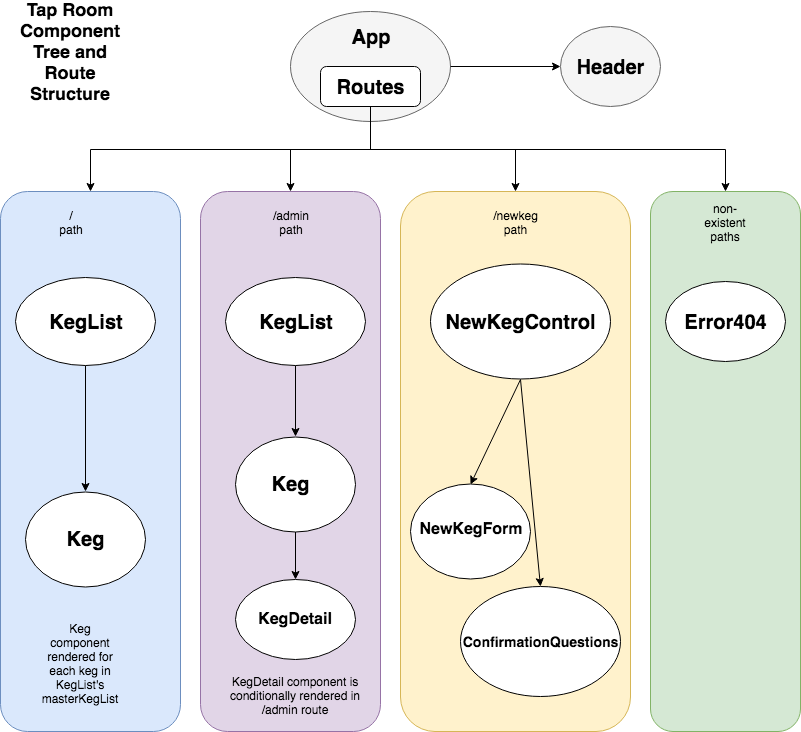 Tap Room
Component
Tree and
Route
Structure
App
Routes
Header
/
path
/admin
path
/newkeg
path
non-
existent
paths
KegList
KegList
NewKegControl
Error404
Keg
Keg
NewKegForm
KegDetail
ConfirmationQuestions
Keg
component
rendered for
each keg in
KegList's
masterKegList
KegDetail component is
conditionally rendered in
/admin route